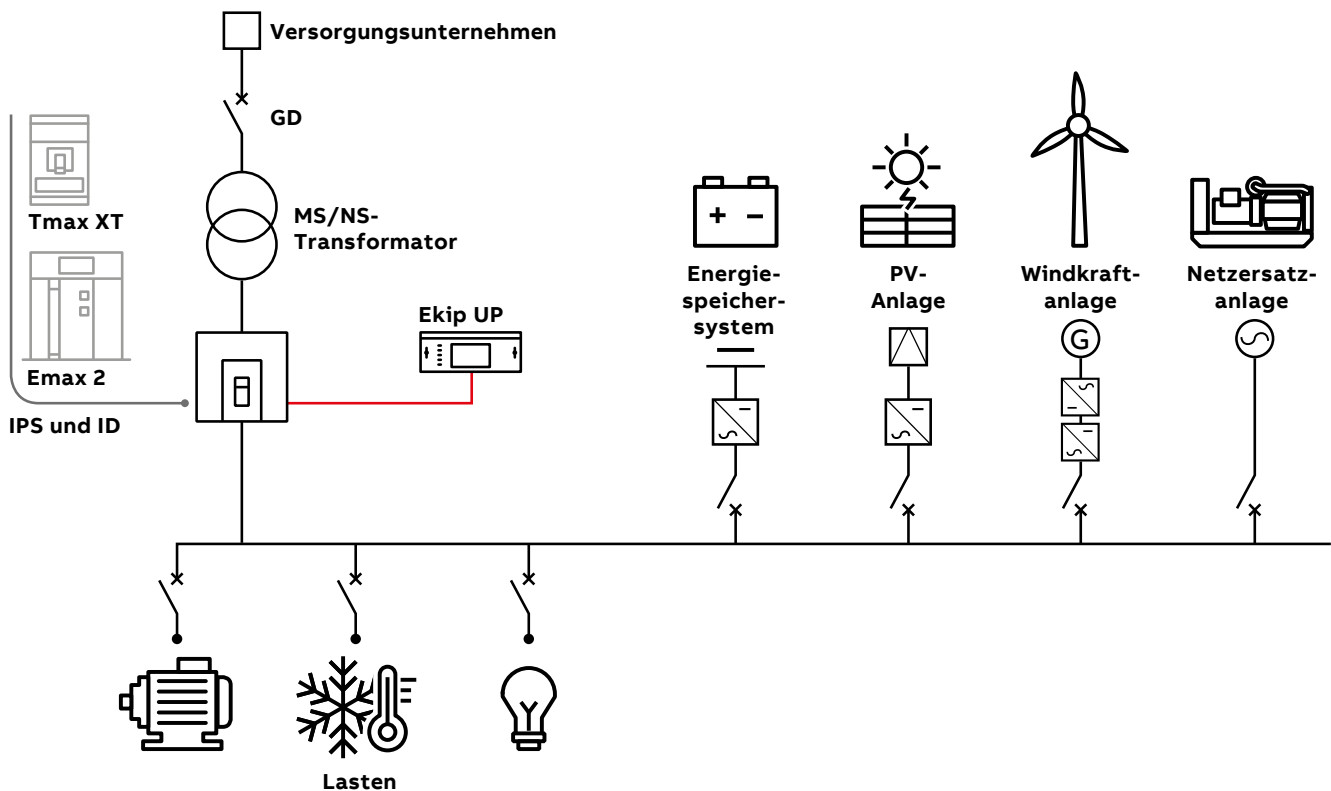 Versorgungsunternehmen
GD
Tmax XT
MS/NS-
Transformator
Emax 2
IPS und ID
Ekip UP
Energie-
speicher-
system
+ −
PV-
Anlage
Windkraft-
anlage
G
Netzersatz-
anlage
Lasten